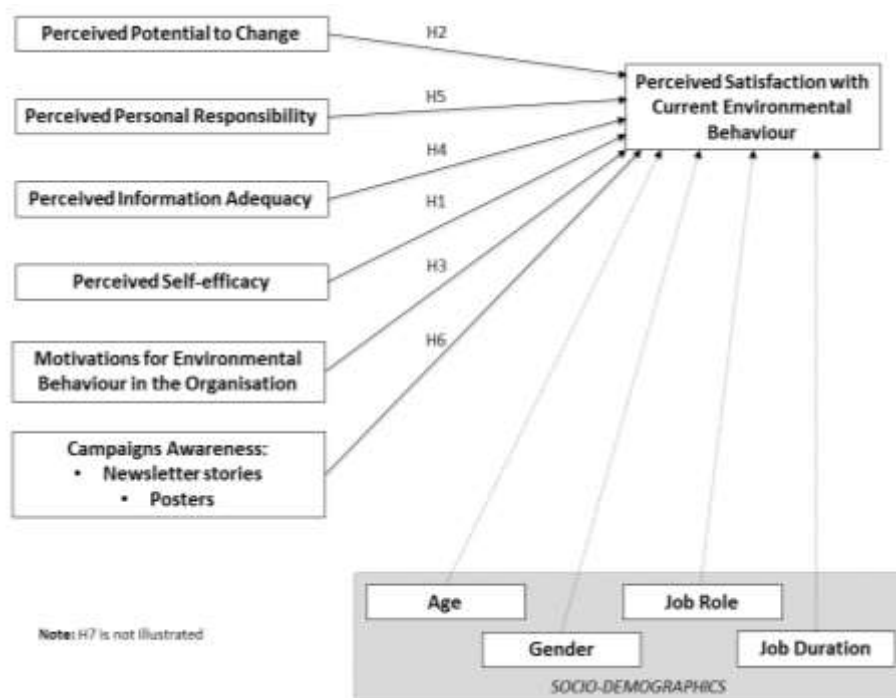 Perceived Potential to Change
H2
Perceived Satisfaction with
Current Environmental
Behaviour
Perceived Personal Responsibility
H5
H4
Perceived Information Adequacy
H1
Perceived Self-efficacy
H3
Motivations for Environmental
Behaviour in the Organisation
H6
Campaigns Awareness:
• Newsletter stories
• Posters
Age
Job Role
Note: H7 is not Illustrated
Gender
Job Duration
SOCIO-DEMOGRAPHICS